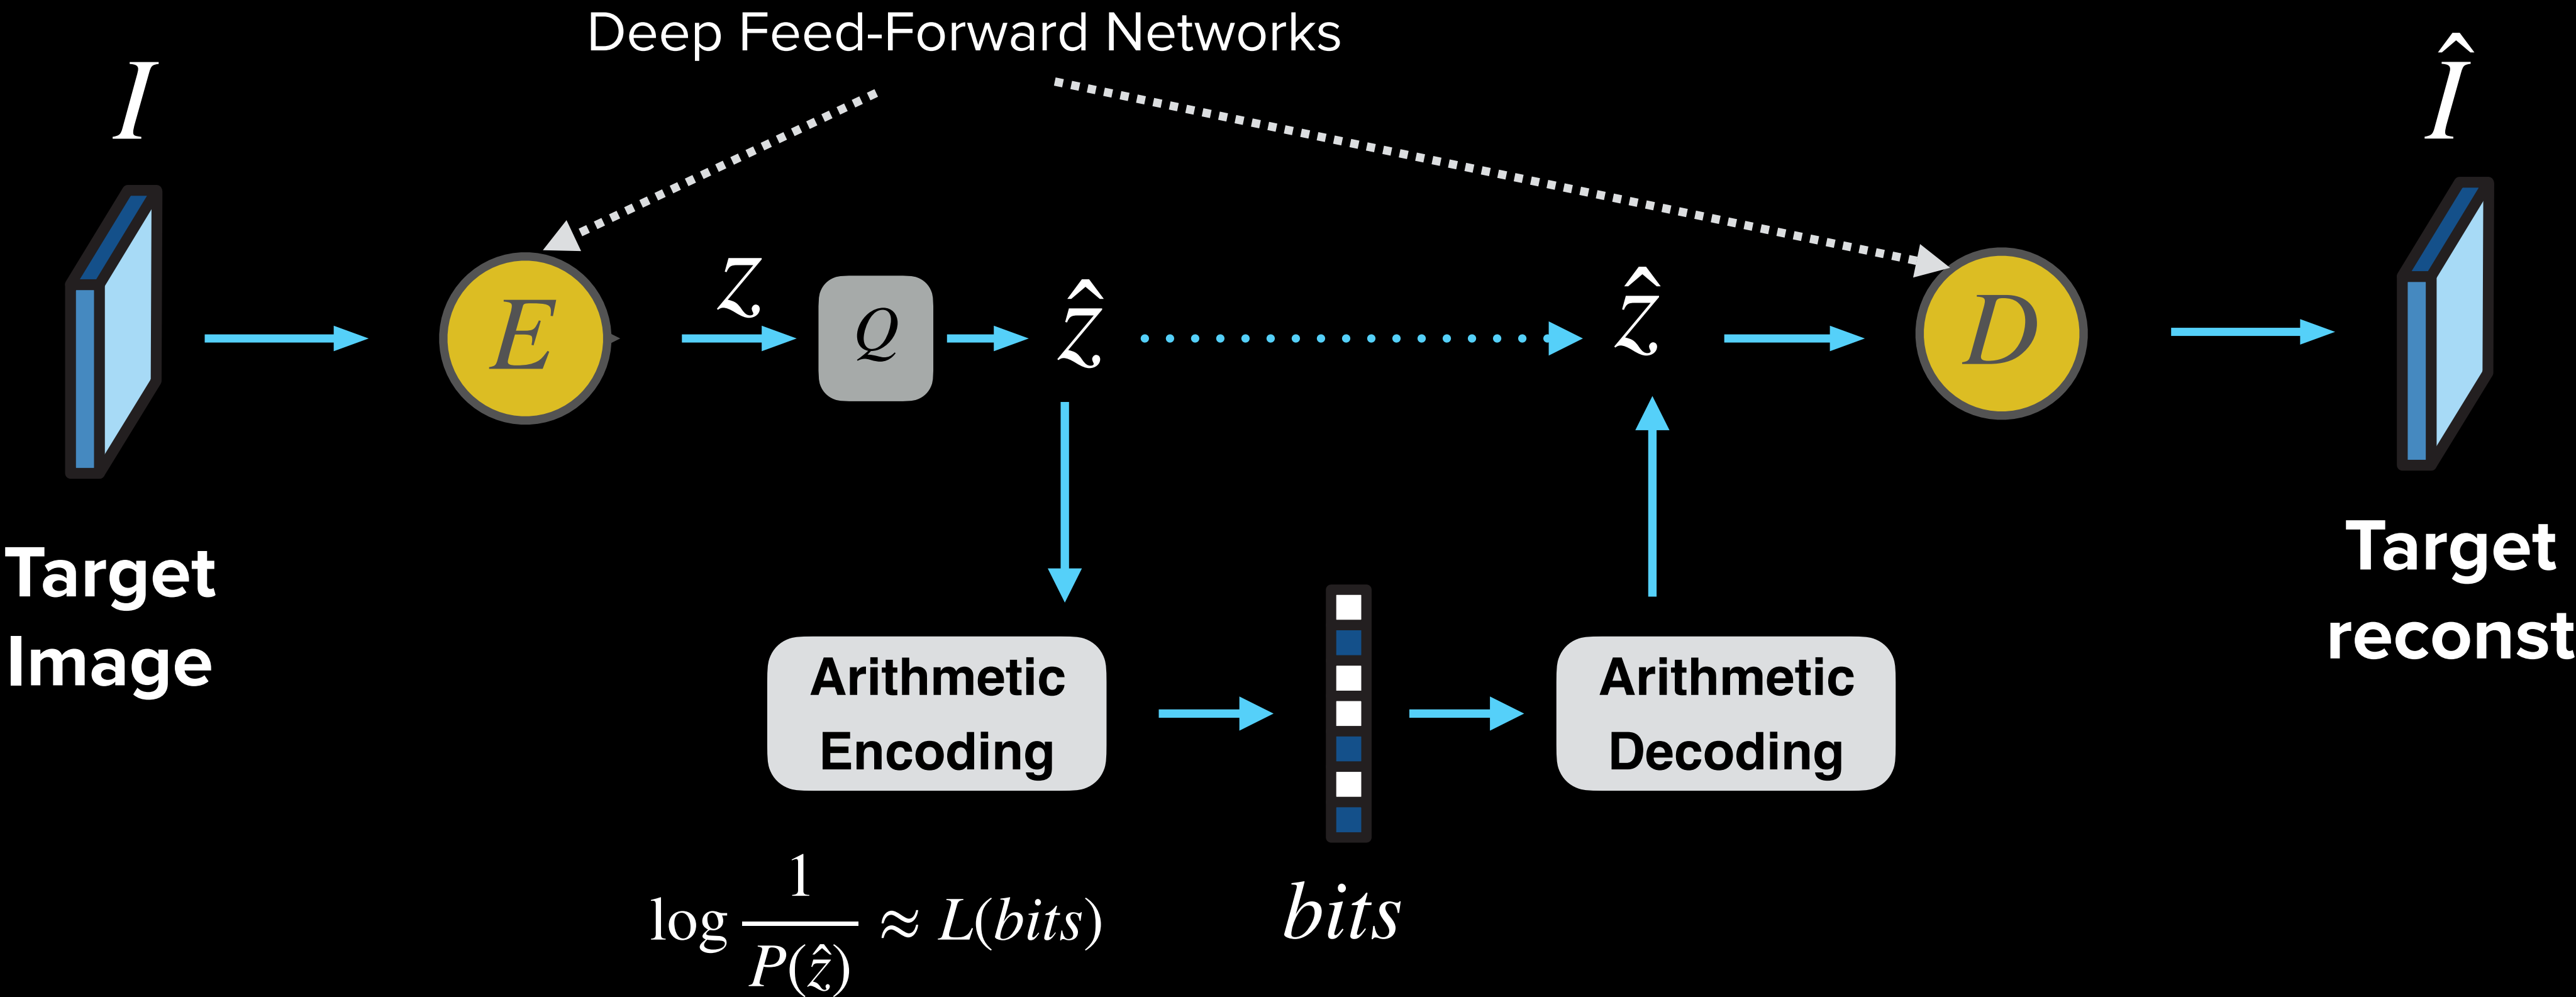 Deep Feed-Forward Networks
I
Î
E
z
Q
ẑ
ẑ
D
Target
Image
Target
reconst
Arithmetic
Encoding
Arithmetic
Decoding
log 1/P(ẑ) ≈ L(bits)
bits